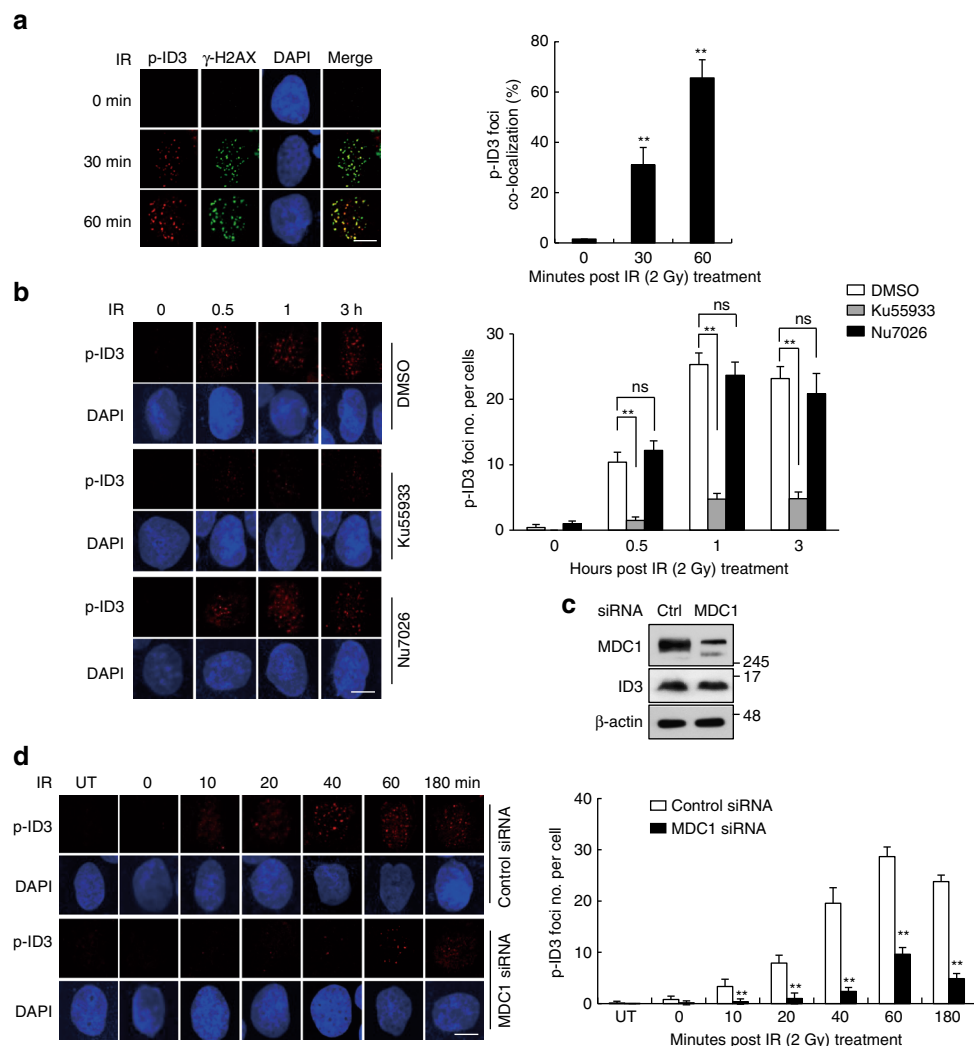 a
IR p-ID3 γ-H2AX DAPI Merge
0 min
30 min
60 min
p-ID3 foci
co-localization (%)
80
60
40
20
0
**
**
0 30 60
Minutes post IR (2 Gy) treatment
b
IR 0 0.5 1 3 h
p-ID3
DAPI
DMSO
p-ID3
DAPI
Ku55933
p-ID3
DAPI
Nu7026
DMSO
Ku55933
Nu7026
p-ID3 foci no. per cells
30
20
10
0
ns
**
ns
**
ns
**
0 0.5 1 3
Hours post IR (2 Gy) treatment
c
siRNA Ctrl MDC1
MDC1
245
17
ID3
48
β-actin
d
IR UT 0 10 20 40 60 180 min
p-ID3
DAPI
Control siRNA
p-ID3
DAPI
MDC1 siRNA
Control siRNA
MDC1 siRNA
p-ID3 foci no. per cell
40
30
20
10
0
** ** ** ** **
UT 0 10 20 40 60 180
Minutes post IR (2 Gy) treatment